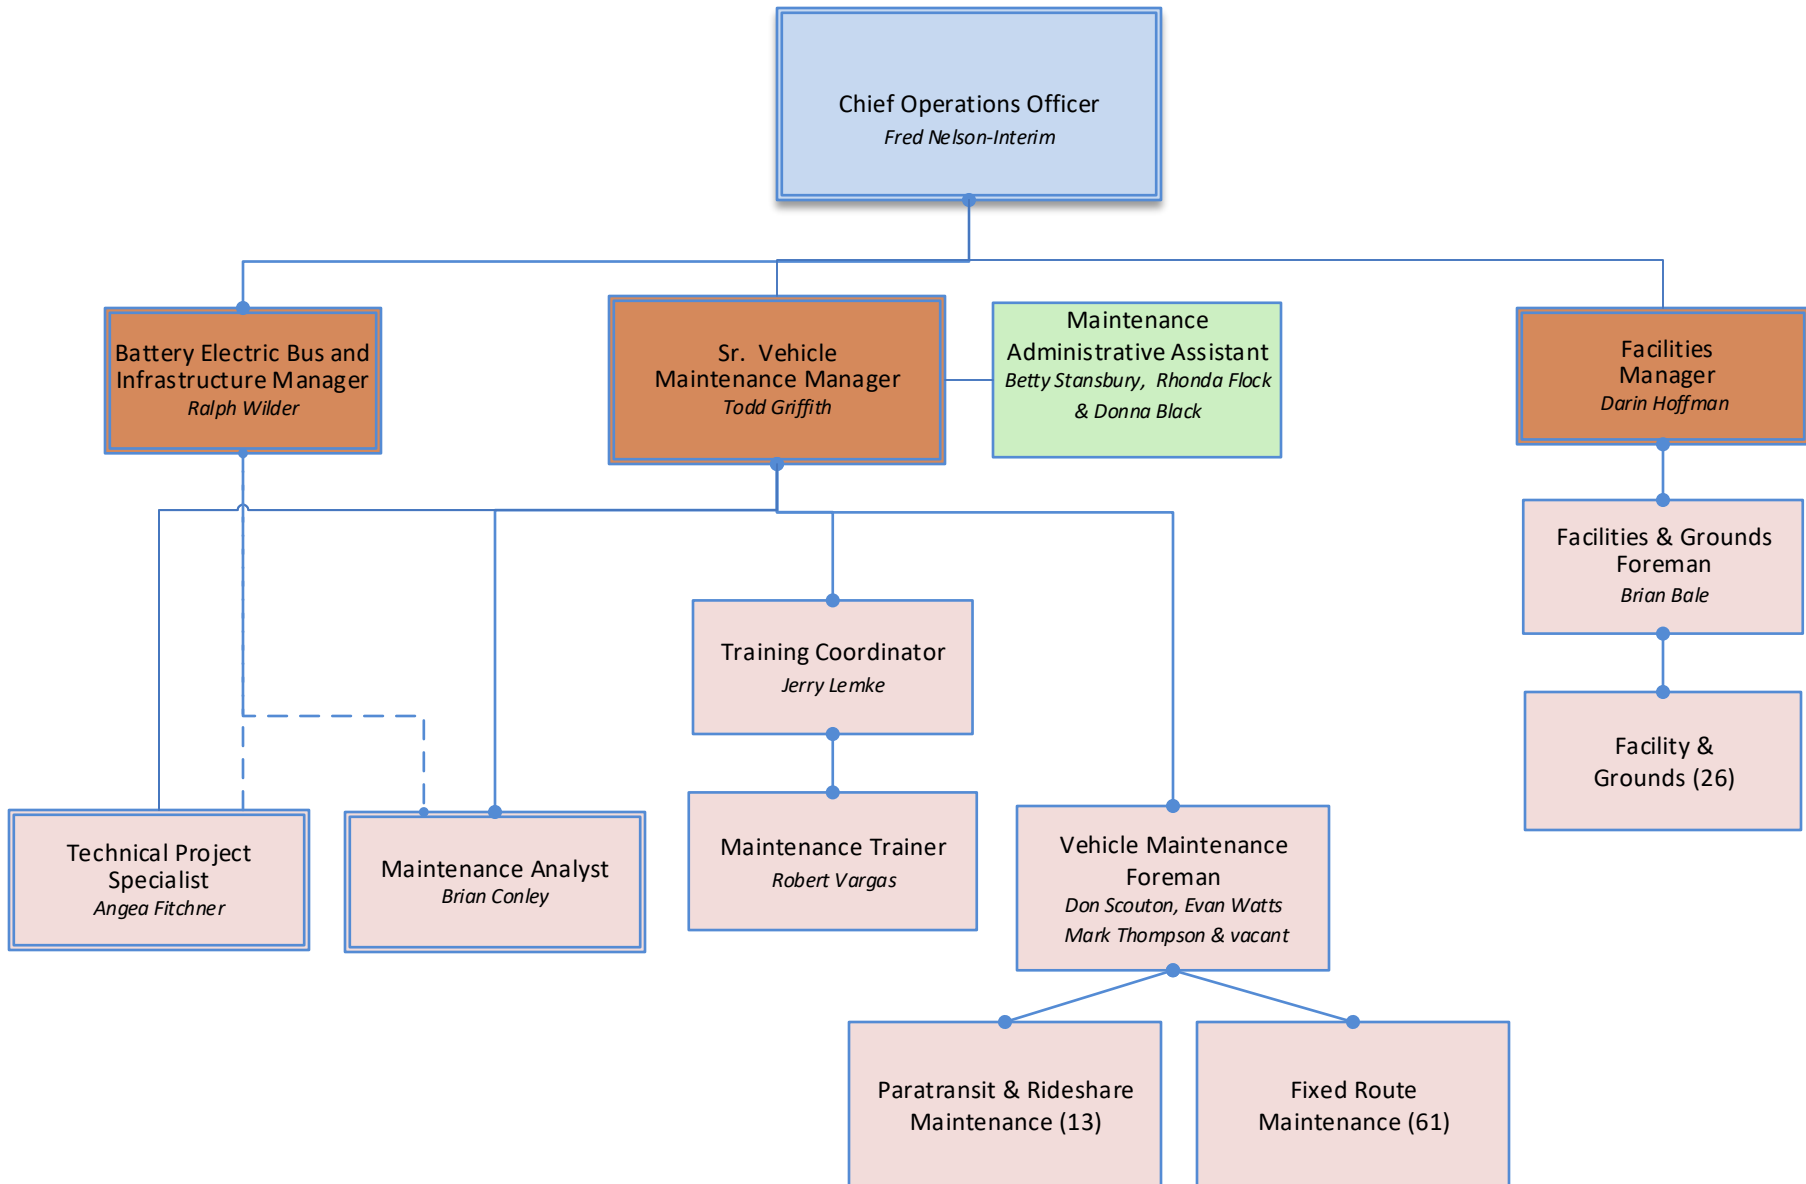 Chief Operations Officer
Fred Nelson-Interim
Battery Electric Bus and
Infrastructure Manager
Ralph Wilder
Sr. Vehicle
Maintenance Manager
Todd Griffith
Maintenance
Administrative Assistant
Betty Stansbury, Rhonda Flock
& Donna Black
Facilities
Manager
Darin Hoffman
Facilities & Grounds
Foreman
Brian Bale
Training Coordinator
Jerry Lemke
Facility &
Grounds (26)
Technical Project
Specialist
Angea Fitchner
Maintenance Analyst
Brian Conley
Maintenance Trainer
Robert Vargas
Vehicle Maintenance
Foreman
Don Scouton, Evan Watts
Mark Thompson & vacant
Paratransit & Rideshare
Maintenance (13)
Fixed Route
Maintenance (61)